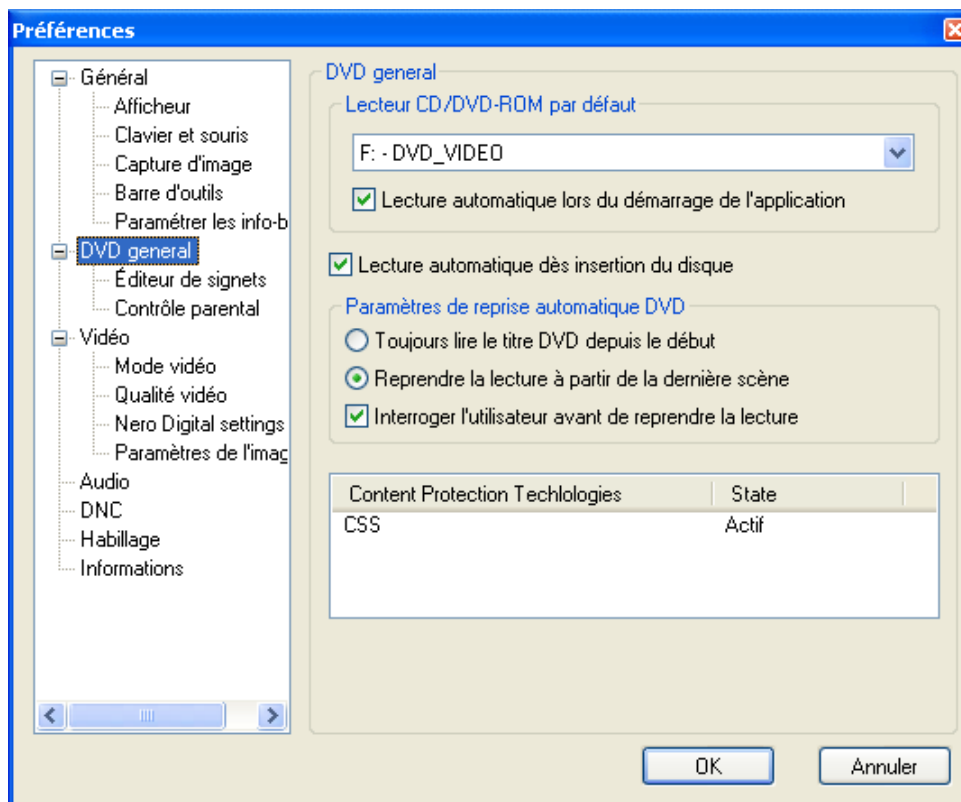 Préférences
Général
Afficheur
Clavier et souris
Capture d'image
Barre d'outils
Paramétrer les info-b
DVD general
Éditeur de signets
Contrôle parental
Vidéo
Mode vidéo
Qualité vidéo
Nero Digital settings
Paramètres de l'imag
Audio
DNC
Habillage
Informations
DVD general
Lecteur CD/DVD-ROM par défaut
F: - DVD_VIDEO
Lecture automatique lors du démarrage de l'application
Lecture automatique dès insertion du disque
Paramètres de reprise automatique DVD
Toujours lire le titre DVD depuis le début
Reprendre la lecture à partir de la dernière scène
Interroger l'utilisateur avant de reprendre la lecture
Content Protection Techlologies State
CSS Actif
OK Annuler